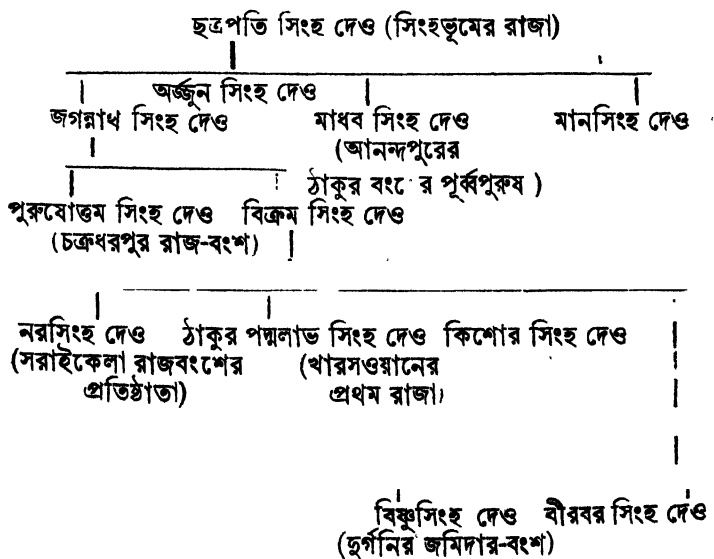 ছত্রপতি সিংহ দেও (সিংহভূমের রাজা)
অর্জ্জুন সিংহ দেও
জগন্নাথ সিংহ দেও মাধব সিংহ দেও মানসিংহ দেও
(আনন্দপুরের
ঠাকুর বংশের পূর্ব্বপুরুষ )
পুরুষোত্তম সিংহ দেও বিক্রম সিংহ দেও
(চক্রধরপুর রাজ-বংশ)
নরসিংহ দেও ঠাকুর পদ্মলাভ সিংহ দেও কিশোর সিংহ দেও
(সরাইকেলা রাজবংশের (খারসওয়ানের
প্রতিষ্ঠাতা) প্রথম রাজা)
বিষ্ণুসিংহ দেও বীরবর সিংহ দেও
(দুর্গনির জমিদার-বংশ)